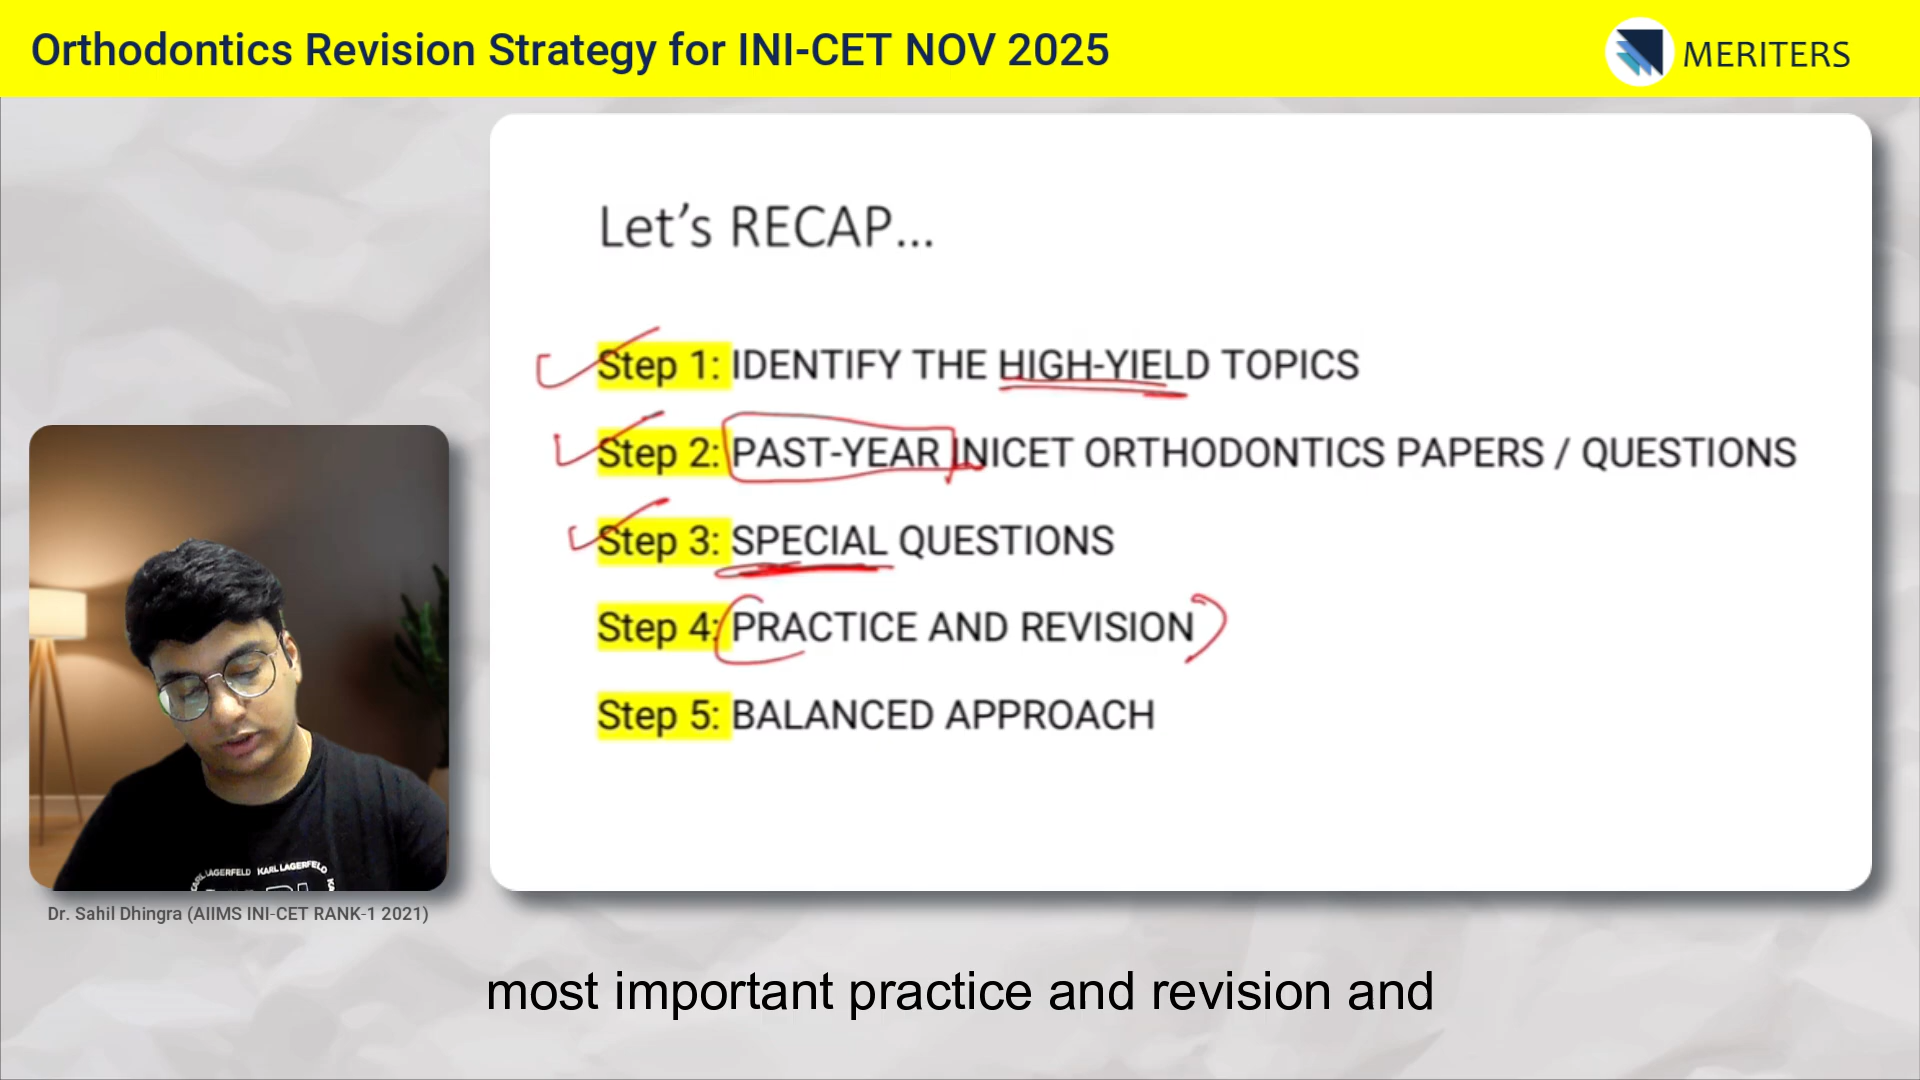 Orthodontics Revision Strategy for INI-CET NOV 2025
MERITERS
Let's RECAP...
Step 1: IDENTIFY THE HIGH-YIELD TOPICS
Step 2: PAST-YEAR INICET ORTHODONTICS PAPERS / QUESTIONS
Step 3: SPECIAL QUESTIONS
Step 4: PRACTICE AND REVISION
Step 5: BALANCED APPROACH
KARL LAGERFELD
Dr. Sahil Dhingra (AIIMS INI-CET RANK-1 2021)
most important practice and revision and